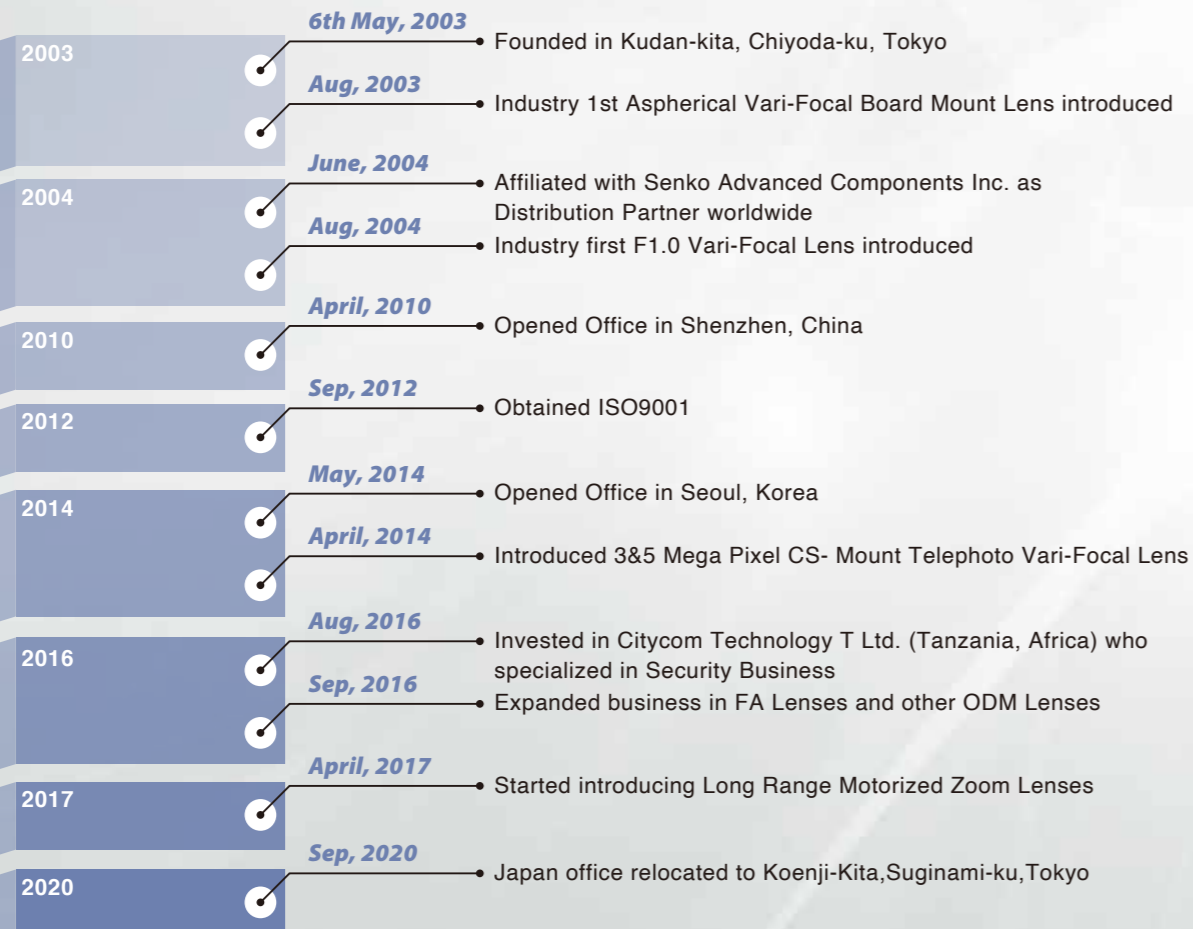 2003
6th May, 2003
Founded in Kudan-kita, Chiyoda-ku, Tokyo
Aug, 2003
Industry 1st Aspherical Vari-Focal Board Mount Lens introduced
2004
June, 2004
Affiliated with Senko Advanced Components Inc. as
Distribution Partner worldwide
Aug, 2004
Industry first F1.0 Vari-Focal Lens introduced
2010
April, 2010
Opened Office in Shenzhen, China
2012
Sep, 2012
Obtained ISO9001
2014
May, 2014
Opened Office in Seoul, Korea
April, 2014
Introduced 3&5 Mega Pixel CS- Mount Telephoto Vari-Focal Lens
2016
Aug, 2016
Invested in Citycom Technology T Ltd. (Tanzania, Africa) who
specialized in Security Business
Sep, 2016
Expanded business in FA Lenses and other ODM Lenses
2017
April, 2017
Started introducing Long Range Motorized Zoom Lenses
2020
Sep, 2020
Japan office relocated to Koenji-Kita,Suginami-ku,Tokyo